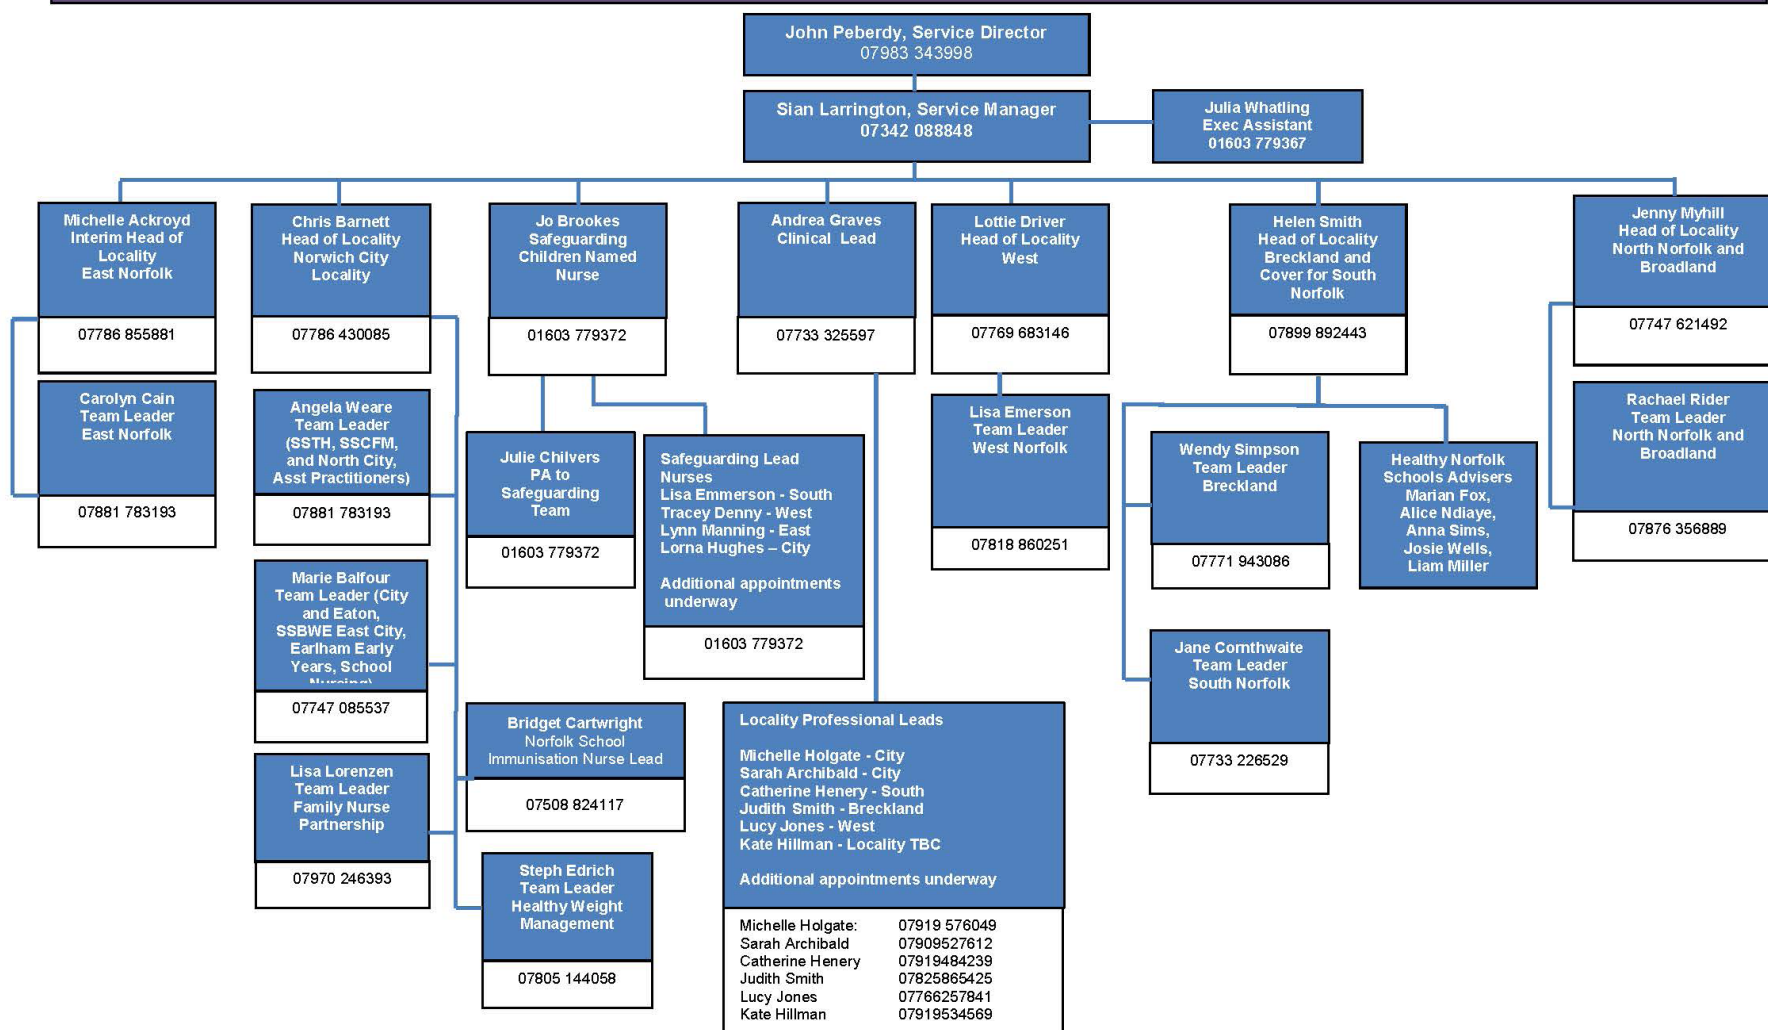 John Peberdy, Service Director
07983 343998
Sian Larrington, Service Manager
07342 088848
Julia Whatling
Exec Assistant
01603 779367
Michelle Ackroyd
Interim Head of
Locality
East Norfolk
07786 855881
Carolyn Cain
Team Leader
East Norfolk
07881 783193
Chris Barnett
Head of Locality
Norwich City
Locality
07786 430085
Angela Weare
Team Leader
(SSTH, SSCFM,
and North City,
Asst Practitioners)
07881 783193
Marie Balfour
Team Leader (City
and Eaton,
SSBWE East City,
Earlham Early
Years, School
Nursing)
07747 085537
Lisa Lorenzen
Team Leader
Family Nurse
Partnership
07970 246393
Jo Brookes
Safeguarding
Children Named
Nurse
01603 779372
Julie Chilvers
PA to
Safeguarding
Team
01603 779372
Safeguarding Lead
Nurses
Lisa Emmerson - South
Tracey Denny - West
Lynn Manning - East
Lorna Hughes – City
Additional appointments
underway
01603 779372
Bridget Cartwright
Norfolk School
Immunisation Nurse Lead
07508 824117
Steph Edrich
Team Leader
Healthy Weight
Management
07805 144058
Andrea Graves
Clinical Lead
07733 325597
Locality Professional Leads
Michelle Holgate - City
Sarah Archibald - City
Catherine Henery - South
Judith Smith - Breckland
Lucy Jones - West
Kate Hillman - Locality TBC
Additional appointments underway
Michelle Holgate: 07919 576049
Sarah Archibald 07909527612
Catherine Henery 07919484239
Judith Smith 07825865425
Lucy Jones 07766257841
Kate Hillman 07919534569
Lottie Driver
Head of Locality
West
07769 683146
Lisa Emerson
Team Leader
West Norfolk
07818 860251
Helen Smith
Head of Locality
Breckland and
Cover for South
Norfolk
07899 892443
Wendy Simpson
Team Leader
Breckland
07771 943086
Jane Cornthwaite
Team Leader
South Norfolk
07733 226529
Healthy Norfolk
Schools Advisers
Marian Fox,
Alice Ndiaye,
Anna Sims,
Josie Wells,
Liam Miller
Jenny Myhill
Head of Locality
North Norfolk and
Broadland
07747 621492
Rachael Rider
Team Leader
North Norfolk and
Broadland
07876 356889